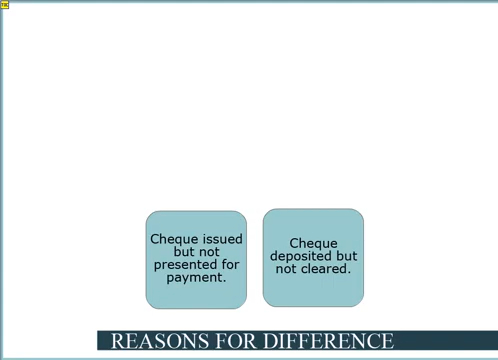 Cheque issued
but not
presented for
payment.
Cheque
deposited but
not cleared.
REASONS FOR DIFFERENCE